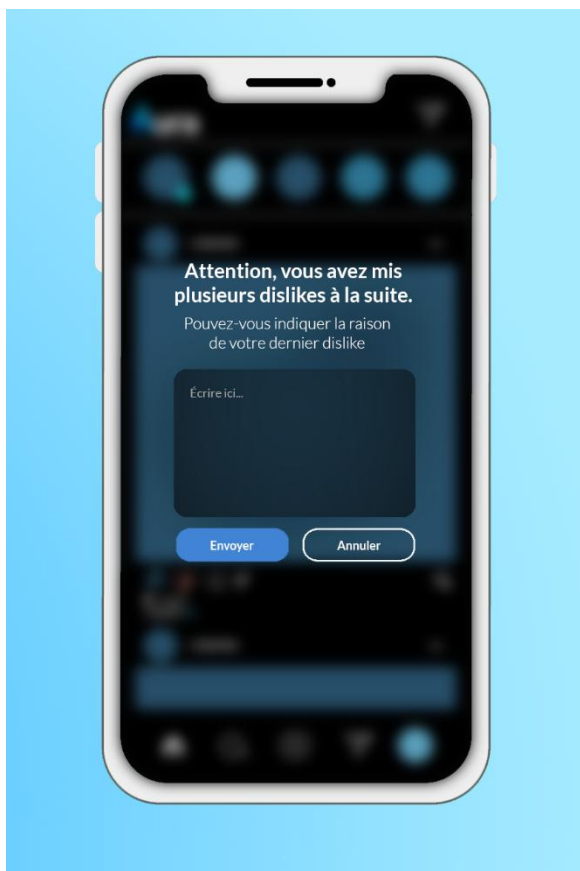 Attention, vous avez mis
plusieurs dislikes à la suite.
Pouvez-vous indiquer la raison
de votre dernier dislike
Écrire ici...
Envoyer
Annuler